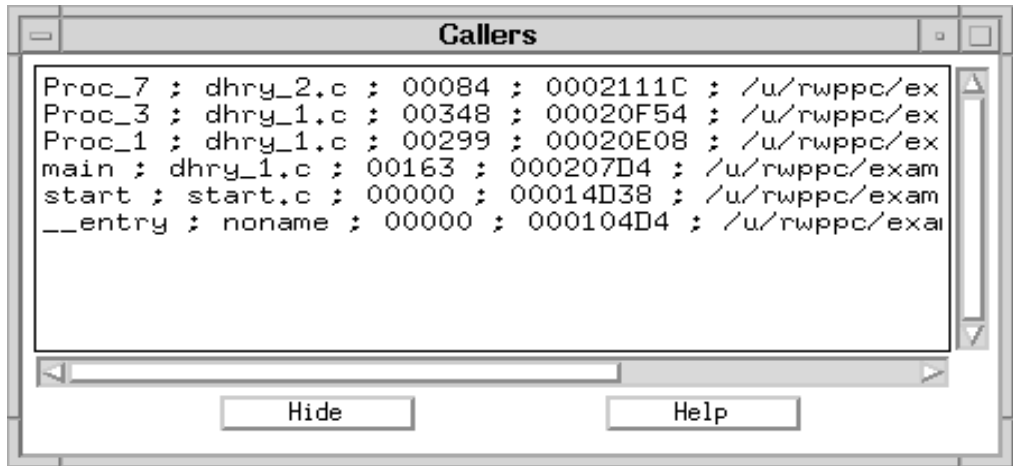 Callers
Proc_7 ; dhry_2.c ; 00084 ; 0002111C ; /u/rwppc/ex
Proc_3 ; dhry_1.c ; 00348 ; 00020F54 ; /u/rwppc/ex
Proc_1 ; dhry_1.c ; 00299 ; 00020E08 ; /u/rwppc/ex
main ; dhry_1.c ; 00163 ; 000207D4 ; /u/rwppc/exam
start ; start.c ; 00000 ; 00014D38 ; /u/rwppc/exam
__entry ; noname ; 00000 ; 000104D4 ; /u/rwppc/exa
Hide Help